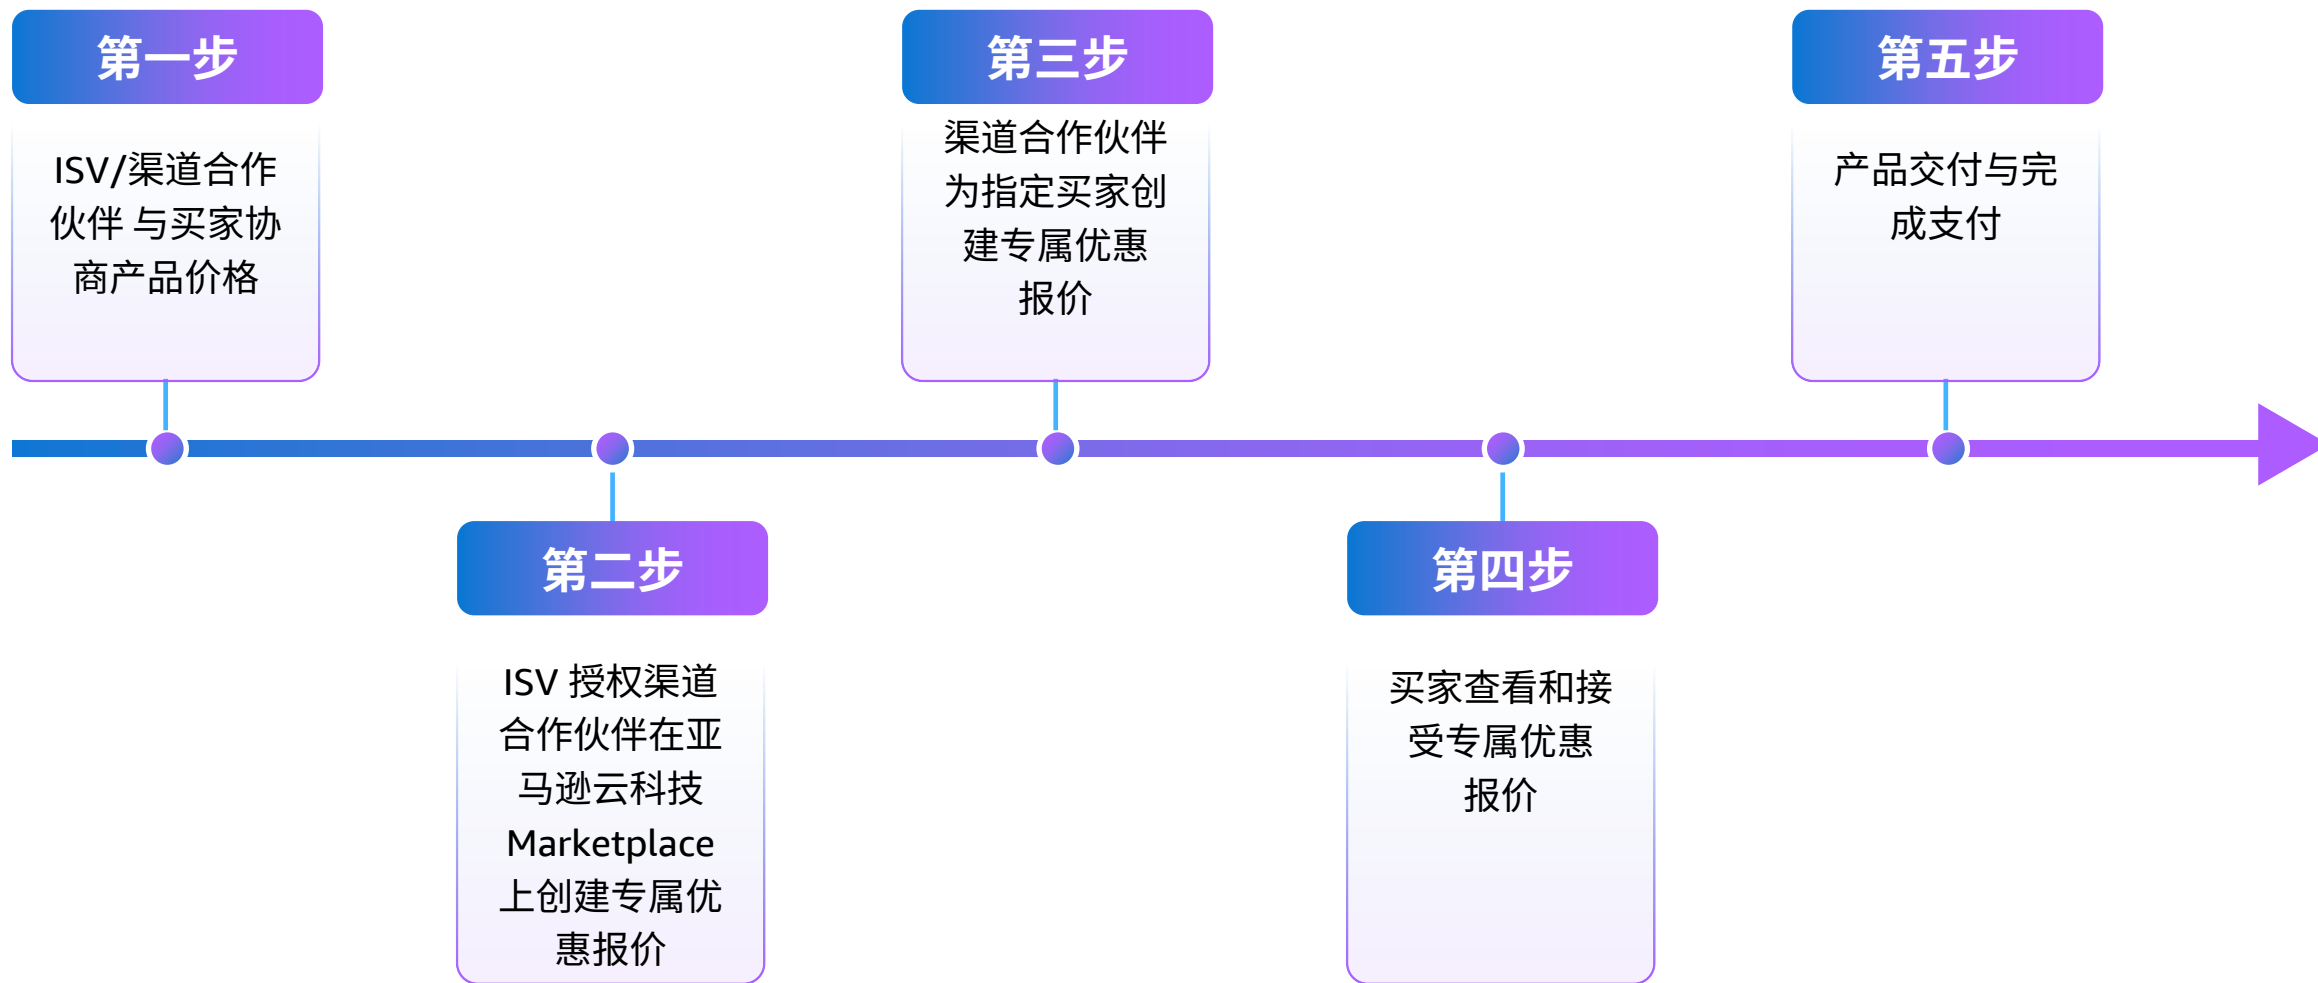 第一步
ISV/渠道合作
伙伴 与买家协
商产品价格
第二步
ISV 授权渠道
合作伙伴在亚
马逊云科技
Marketplace
上创建专属优
惠报价
第三步
渠道合作伙伴
为指定买家创
建专属优惠
报价
第四步
买家查看和接
受专属优惠
报价
第五步
产品交付与完
成支付